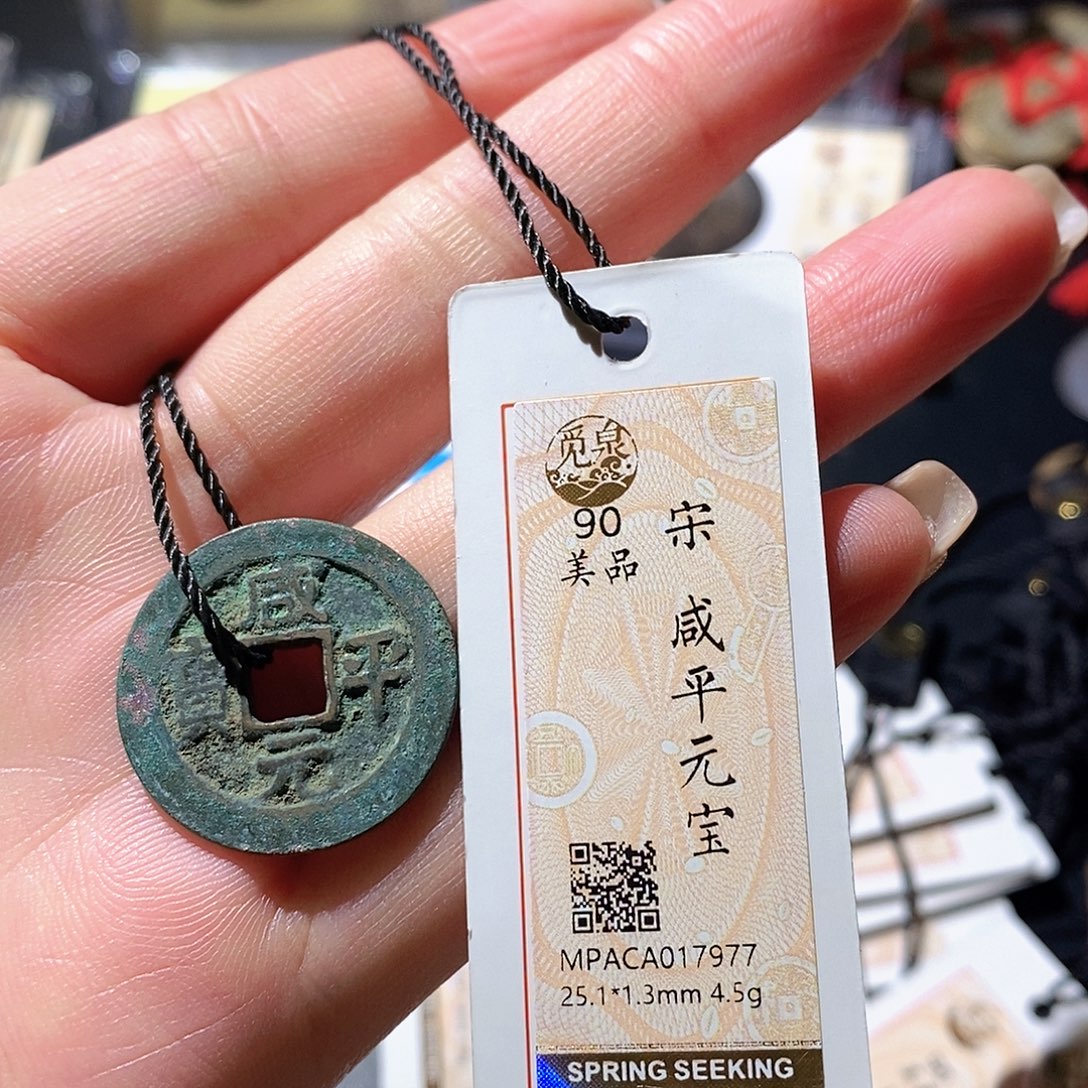 咸平元寶
觅泉
90
美品
宋 咸平元宝
MPACA017977
25.1*1.3mm 4.5g
SPRING SEEKING